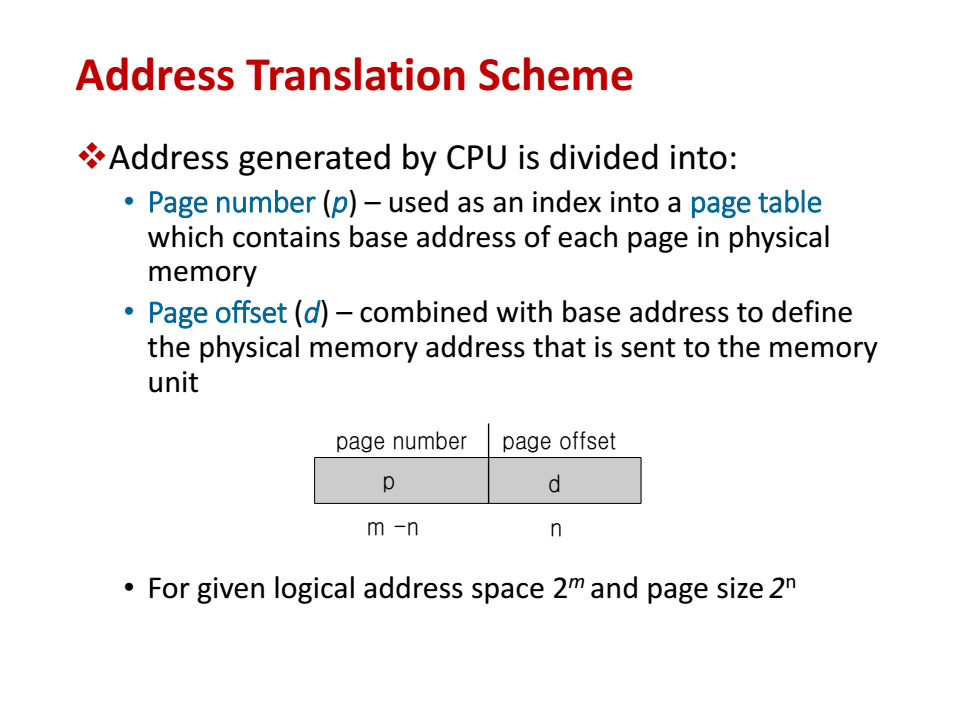 Address Translation Scheme
❖Address generated by CPU is divided into:
• Page number (p) – used as an index into a page table
which contains base address of each page in physical
memory
• Page offset (d) – combined with base address to define
the physical memory address that is sent to the memory
unit
page number page offset
p d
m -n n
• For given logical address space 2^m and page size 2^n